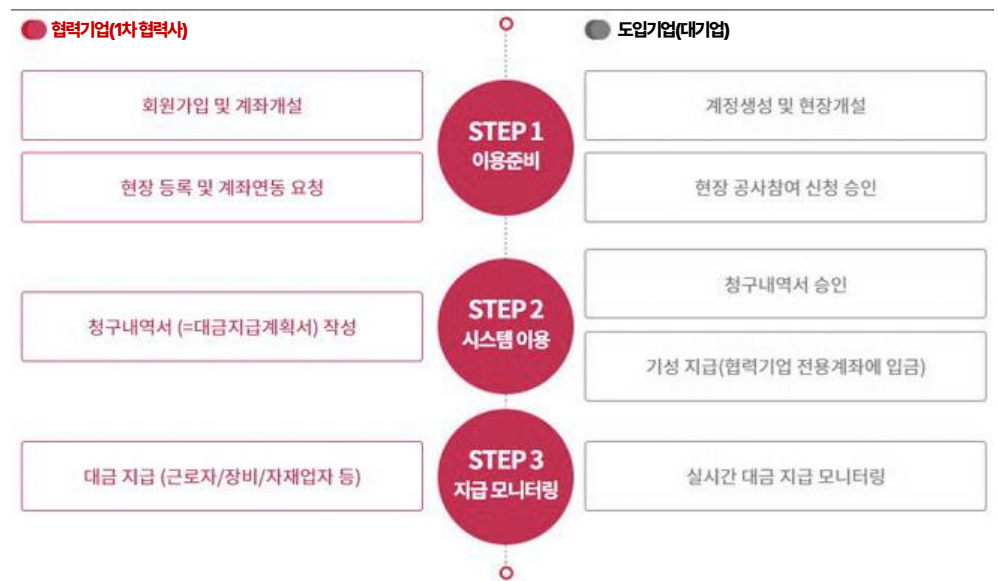 협력기업(1차 협력사)
도입기업(대기업)
회원가입 및 계좌개설
STEP 1
이용준비
계정생성 및 현장개설
현장 등록 및 계좌연동 요청
현장 공사참여 신청 승인
청구내역서 (=대금지급계획서) 작성
STEP 2
시스템 이용
청구내역서 승인
기성 지급(협력기업 전용계좌에 입금)
대금 지급 (근로자/장비/자재업자 등)
STEP 3
지급 모니터링
실시간 대금 지급 모니터링